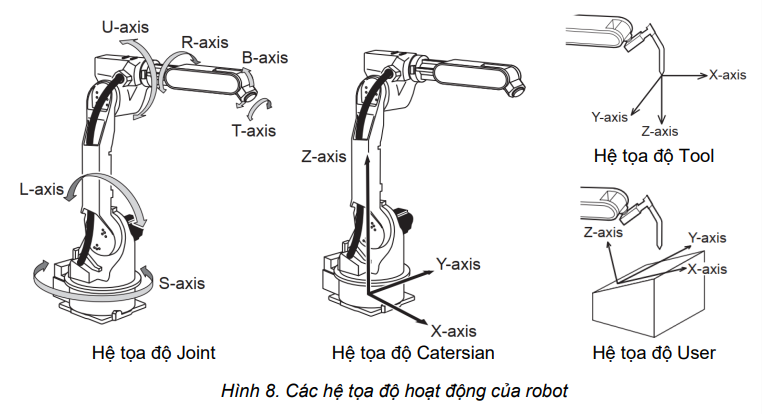 U-axis
R-axis
B-axis
T-axis
L-axis
S-axis
Hệ tọa độ Joint
Z-axis
Y-axis
X-axis
Hệ tọa độ Catersian
X-axis
Y-axis
Z-axis
Hệ tọa độ Tool
Z-axis
Y-axis
X-axis
Hệ tọa độ User
Hình 8. Các hệ tọa độ hoạt động của robot